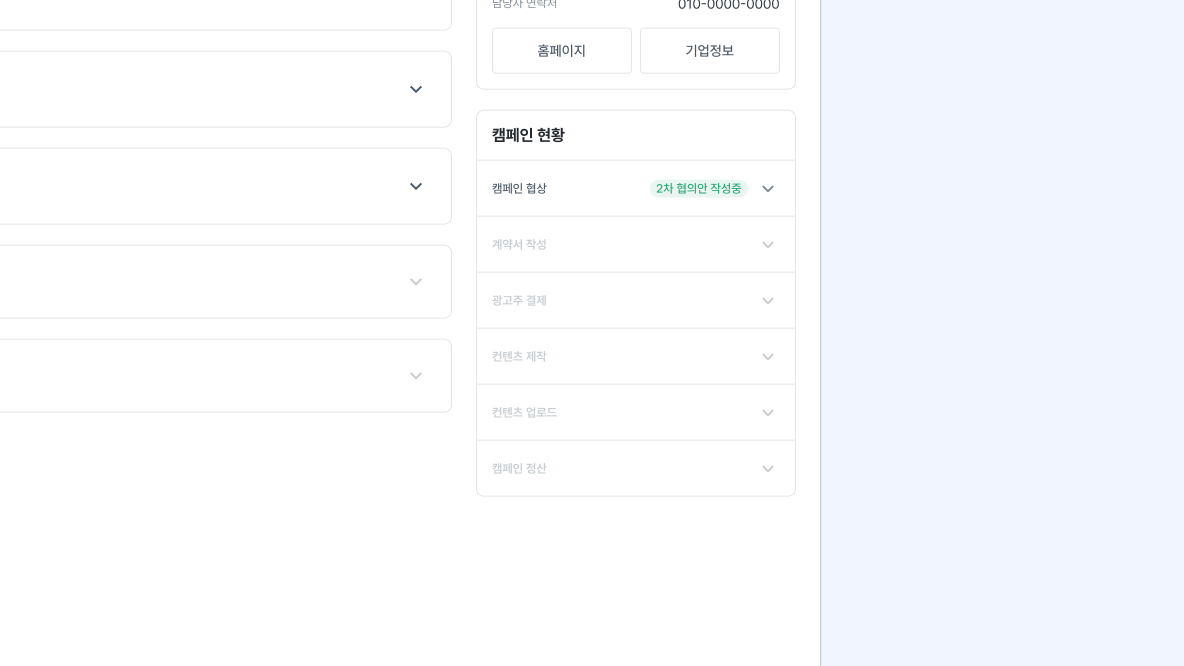 담당자 연락처 010-0000-0000
홈페이지 기업정보
캠페인 현황
캠페인 협상 2차 협의안 작성중
계약서 작성
광고주 결제
컨텐츠 제작
컨텐츠 업로드
캠페인 정산